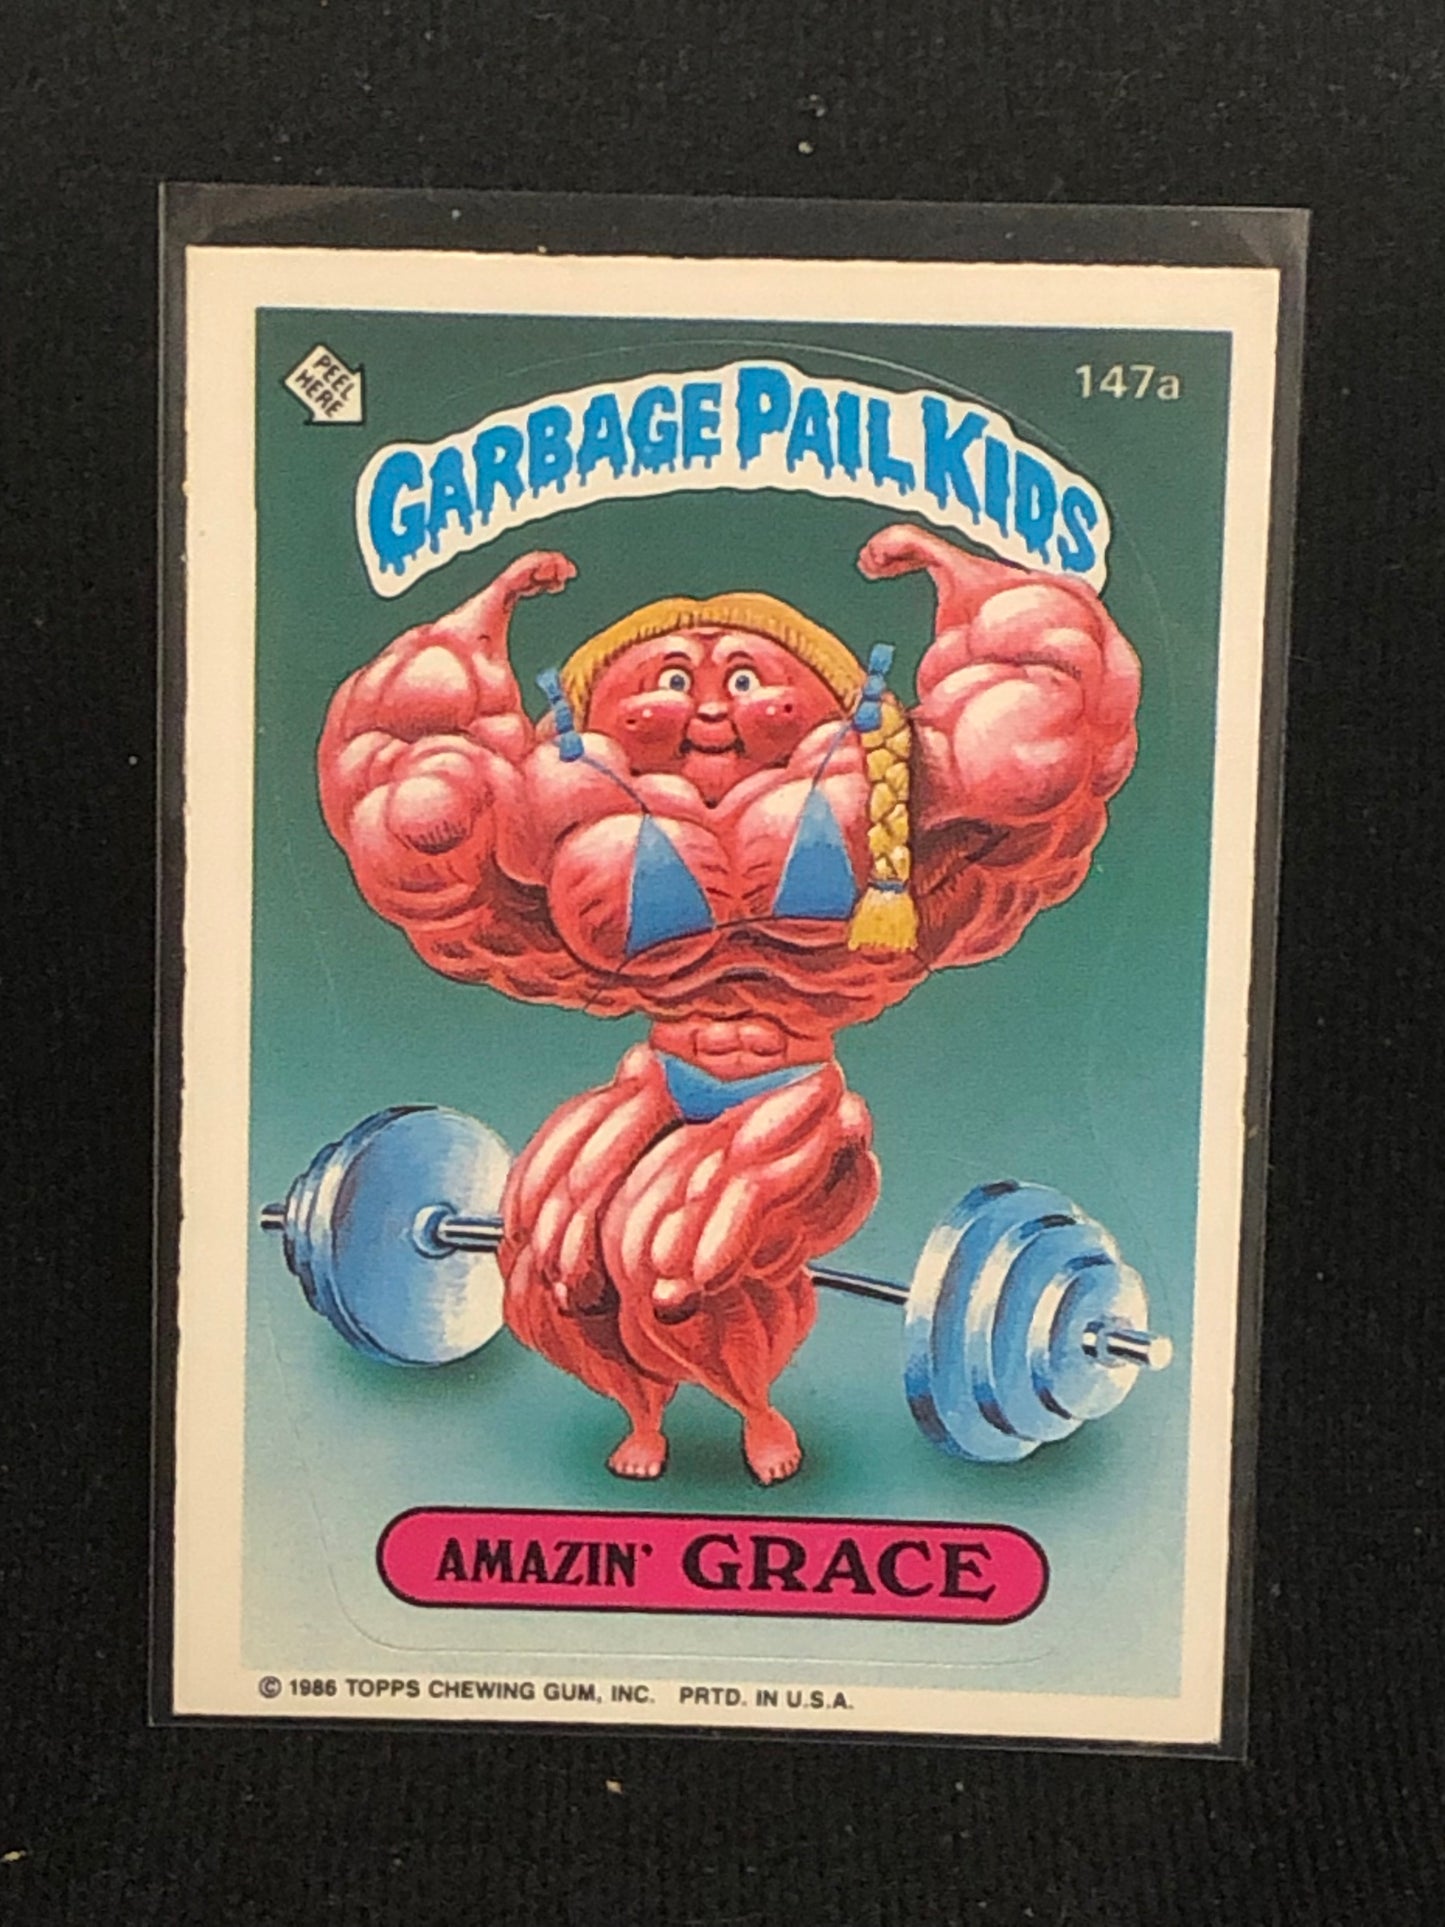 PEEL
HERE
147a
GARBAGE PAIL KIDS
AMAZIN' GRACE
© 1986 TOPPS CHEWING GUM, INC. PRTD. IN U.S.A.